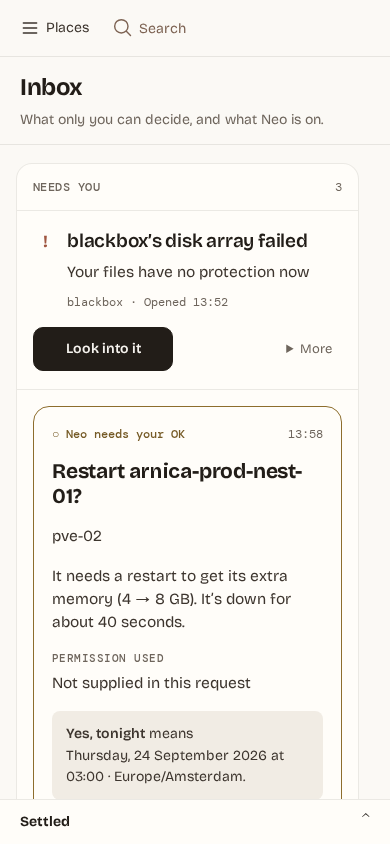 Places
Search
Inbox
What only you can decide, and what Neo is on.
NEEDS YOU
3
!
blackbox’s disk array failed
Your files have no protection now
blackbox · Opened 13:52
Look into it
▶ More
○ Neo needs your OK
13:58
Restart arnica-prod-nest-
01?
pve-02
It needs a restart to get its extra
memory (4 → 8 GB). It’s down for
about 40 seconds.
PERMISSION USED
Not supplied in this request
Yes, tonight means
Thursday, 24 September 2026 at
03:00 · Europe/Amsterdam.
Settled